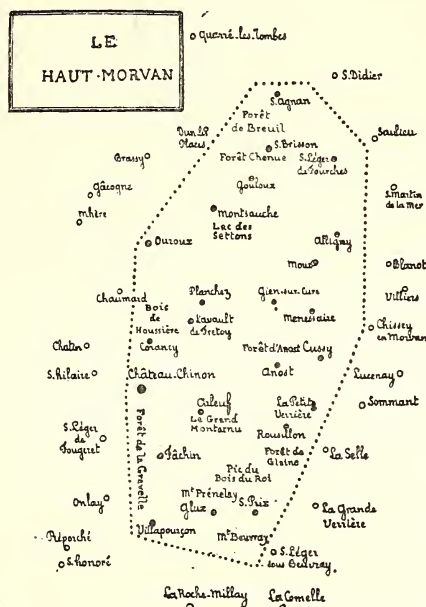 LE
HAUT-MORVAN
Quarré-les-Tombes
S. Didier
S. Agnan
Forêt
de Breuil
Dun les
Places
Saulieu
S. Brisson
Brassy
Forêt Chenue
S. Léger
de Fourches
Gouloux
Gâcogne
S. Martin
de la Mer
Mhère
Montsauche
Lac des
Settons
Ouroux
Alligny
Moux
Blanot
Chaumard
Planchez
Gien-sur-Cure
Villiers
Bois
de
Houssière
Lavault
de Fretoy
Ménessaire
Chissey
en Morvan
Corancy
Chatin
Forêt d'Anost
Cussy
S. Hilaire
Château-Chinon
Anost
Lucenay
Arleuf
Le Grand
Montarnu
La Petite
Verrière
Sommant
S. Léger
de
Fougeret
Forêt de la Gravelle
Roussillon
Fâchin
Forêt de
Glaine
La Selle
Pic du
Bois du Roi
Onlay
Mt Prénelay
Glux
S. Prix
La Grande
Verrière
Villapourçon
Mt Beuvray
Préporché
S. Léger
sous Beuvray
S. Honoré
La Roche-Millay
La Comelle